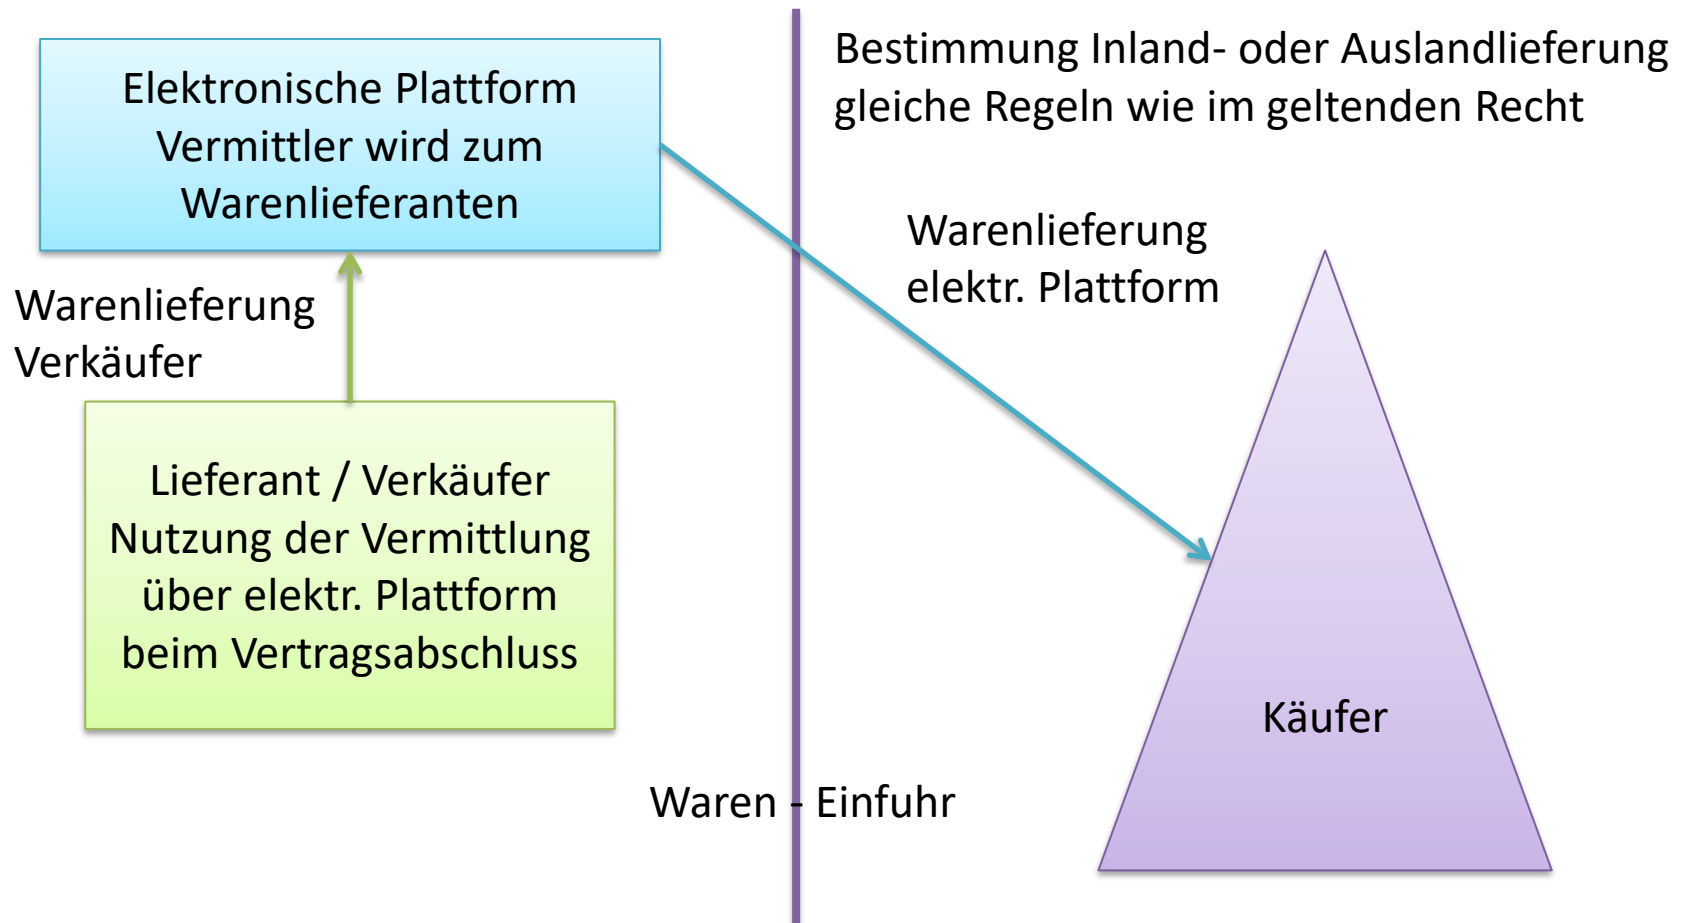 Elektronische Plattform
Vermittler wird zum
Warenlieferanten
Bestimmung Inland- oder Auslandlieferung
gleiche Regeln wie im geltenden Recht
Warenlieferung
elektr. Plattform
Warenlieferung
Verkäufer
Lieferant / Verkäufer
Nutzung der Vermittlung
über elektr. Plattform
beim Vertragsabschluss
Käufer
Waren - Einfuhr